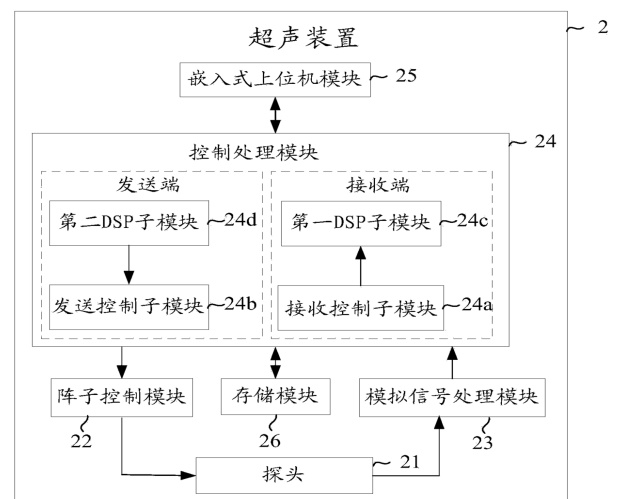 超声装置
2
嵌入式上位机模块
25
控制处理模块
24
发送端
接收端
第二DSP子模块
24d
第一DSP子模块
24c
发送控制子模块
24b
接收控制子模块
24a
阵子控制模块
存储模块
模拟信号处理模块
22
26
23
探头
21